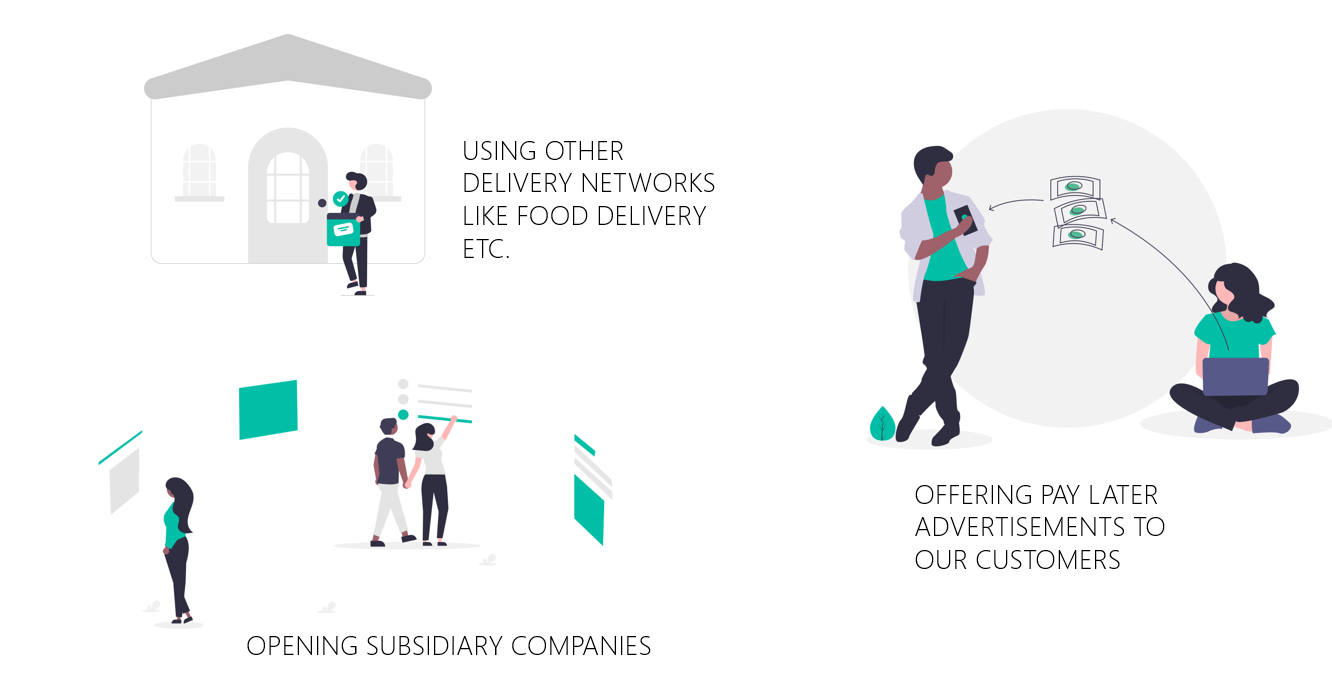 USING OTHER
DELIVERY NETWORKS
LIKE FOOD DELIVERY
ETC.
OPENING SUBSIDIARY COMPANIES
OFFERING PAY LATER
ADVERTISEMENTS TO
OUR CUSTOMERS